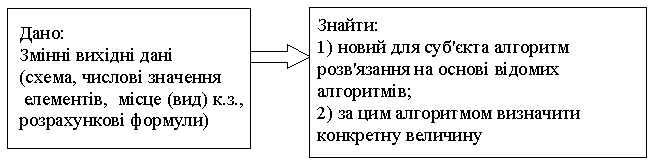 Дано:
Змінні вихідні дані
(схема, числові значення
елементів, місце (вид) к.з.,
розрахункові формули)
Знайти:
1) новий для суб'єкта алгоритм
розв'язання на основі відомих
алгоритмів;
2) за цим алгоритмом визначити
конкретну величину